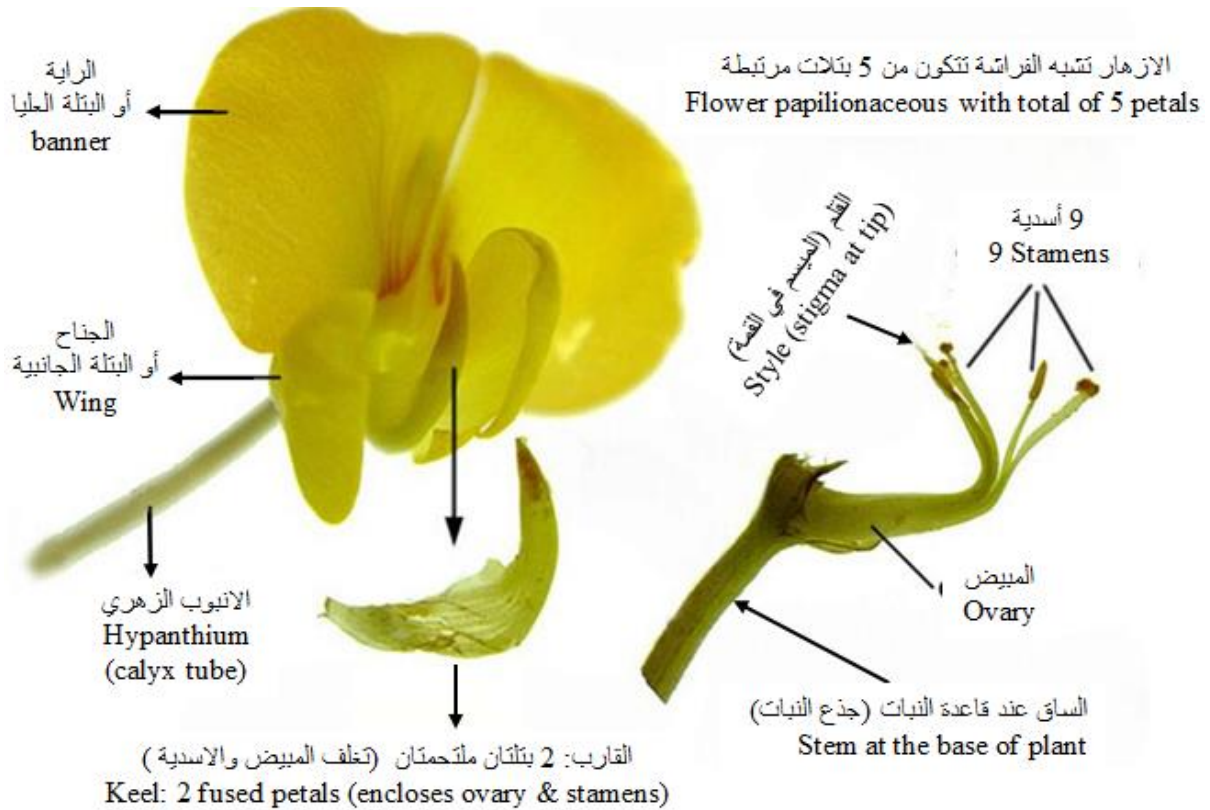 الازهار تشبه الفراشة تتكون من 5 بتلات مرتبطة
Flower papilionaceous with total of 5 petals
الراية
أو البتلة العليا
banner
القلم (الميسم في القمة)
Style (stigma at tip)
9 أسدية
9 Stamens
الجناح
أو البتلة الجانبية
Wing
الانبوب الزهري
Hypanthium
(calyx tube)
المبيض
Ovary
الساق عند قاعدة النبات (جذع النبات)
Stem at the base of plant
القارب: 2 بتلتان ملتحمتان (تغلف المبيض والاسدية )
Keel: 2 fused petals (encloses ovary & stamens)